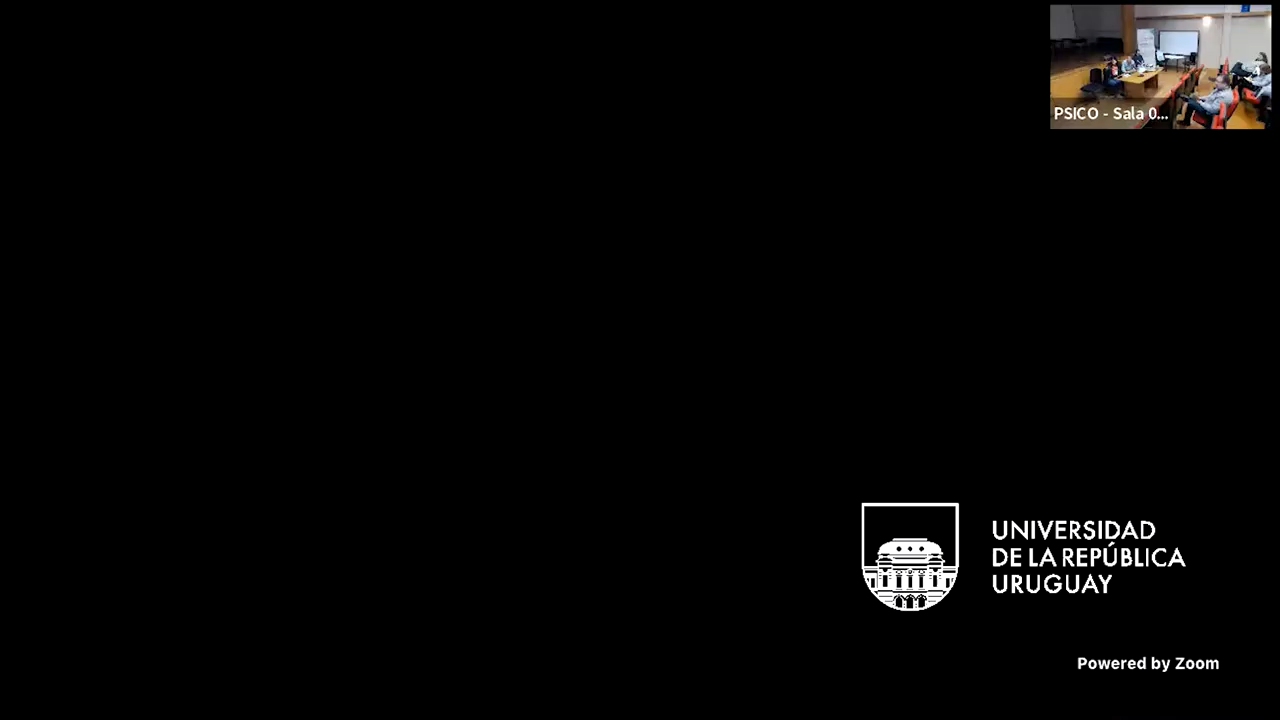 PSICO - Sala 0...
UNIVERSIDAD
DE LA REPÚBLICA
URUGUAY
Powered by Zoom